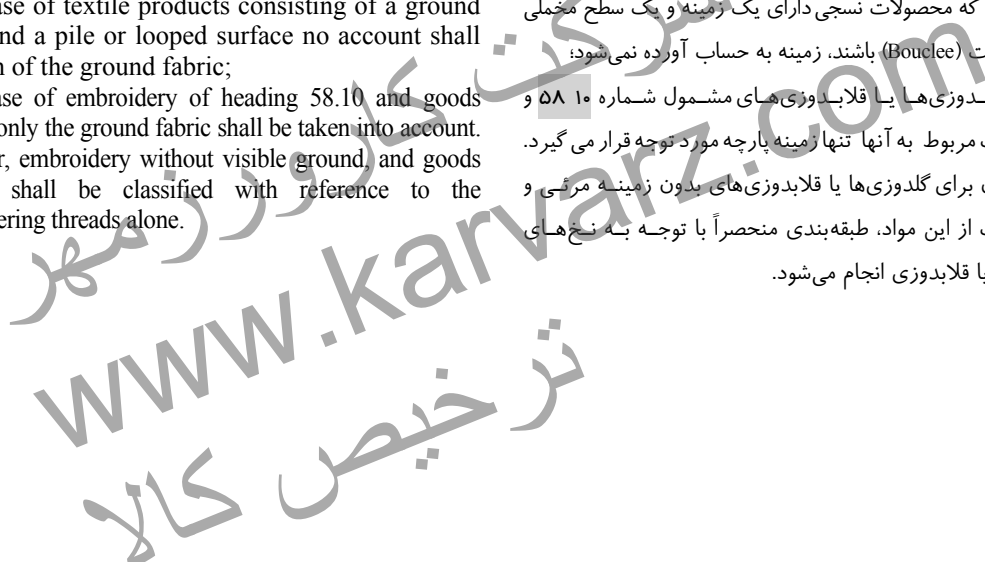 ase of textile products consisting of a ground
nd a pile or looped surface no account shall
n of the ground fabric;
ase of embroidery of heading 58.10 and goods
only the ground fabric shall be taken into account.
r, embroidery without visible ground, and goods
shall be classified with reference to the
ering threads alone.
که محصولات نسجی دارای یک زمینه و یک سطح مخملی
ت (Bouclee) باشند، زمینه به حساب آورده نمی‌شود؛
دوزی‌ها یا قلابدوزی‌های مشمول شماره ۱۰ ۵۸ و
مربوط به آنها تنها زمینه پارچه مورد توجه قرار می گیرد.
برای گلدوزی‌ها یا قلابدوزی‌های بدون زمینه مرئی و
از این مواد، طبقه‌بندی منحصراً با توجه به نخ‌های
با قلابدوزی انجام می‌شود.
شرکت کارورزمهر
www.karvarz.com
ترخیص کالا